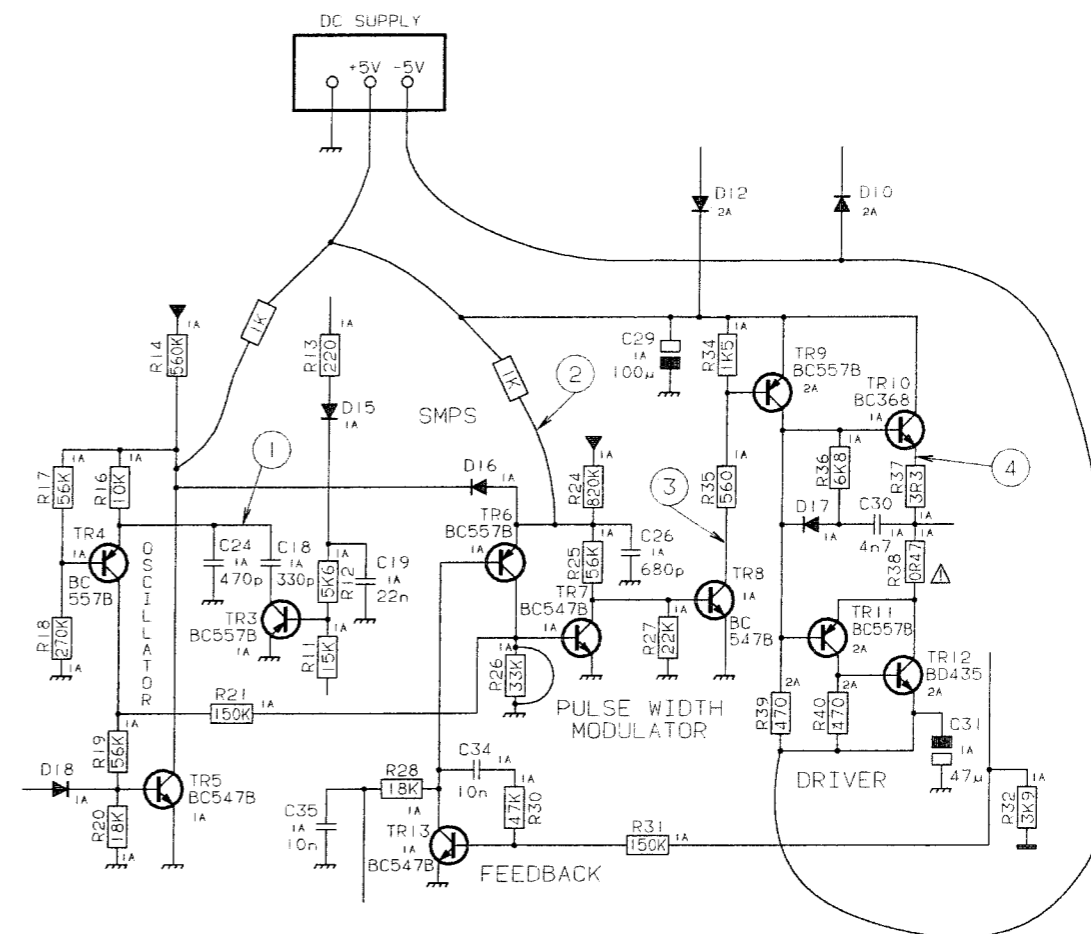 DC SUPPLY
+5V -5V
D12
2A
D10
2A
1A
R14
560K
1K
1A
R13
220
D15
1A
SMPS
1K
2
C29
1A
100µ
1A
R34
1K5
TR9
BC557B
2A
TR10
BC368
1A
R17
56K
1A
R16
10K
1A
1
D16
1A
R24
820K
1A
3
R35
560
1A
R36
6K8
1A
4
R37
3R3
TR4
BC
557B
1A
OSCILLATOR
C24
1A
470p
C18
1A
330p
TR3
BC557B
1A
R12
5K6
1A
C19
1A
22n
R11
15K
1A
TR6
BC557B
1A
R25
56K
1A
C26
1A
680p
TR7
BC547B
1A
R27
22K
1A
TR8
1A
BC
547B
D17
1A
C30
1A
4n7
1A
R38
0R47
TR11
BC557B
2A
TR12
BD435
2A
R18
270K
1A
R21
150K
1A
R26
33K
1A
PULSE WIDTH
MODULATOR
R39
470
2A
R40
470
2A
C31
1A
47µ
DRIVER
R19
56K
1A
D18
1A
TR5
BC547B
1A
R20
18K
1A
C35
1A
10n
R28
18K
1A
C34
10n
1A
R30
47K
1A
TR13
1A
BC547B
R31
150K
1A
1A
R32
3K9
FEEDBACK